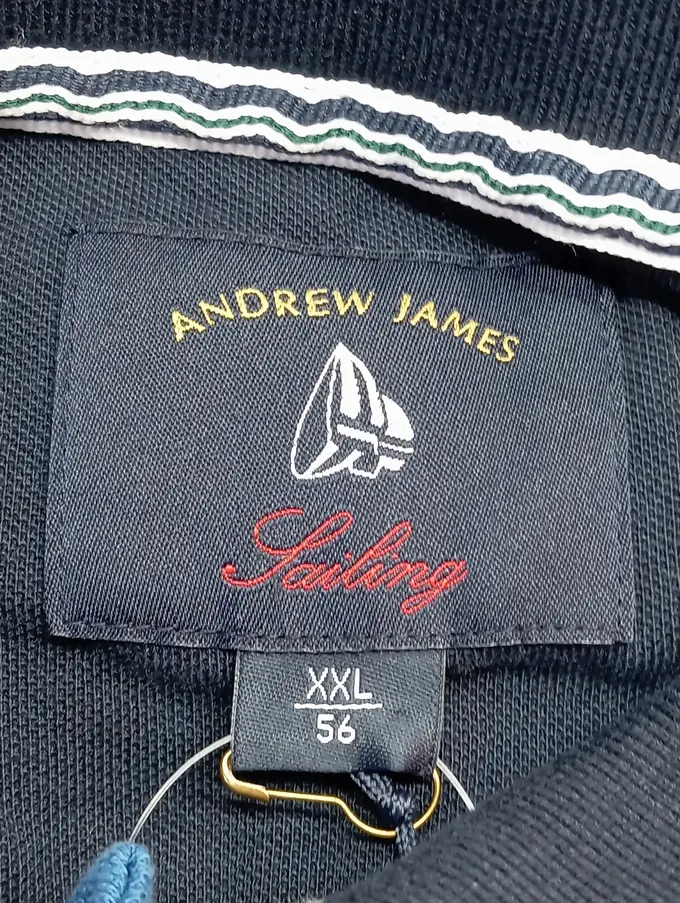 ANDREW JAMES
Sailing
XXL
56